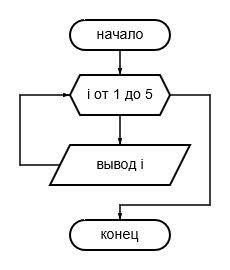 начало
i от 1 до 5
вывод i
конец